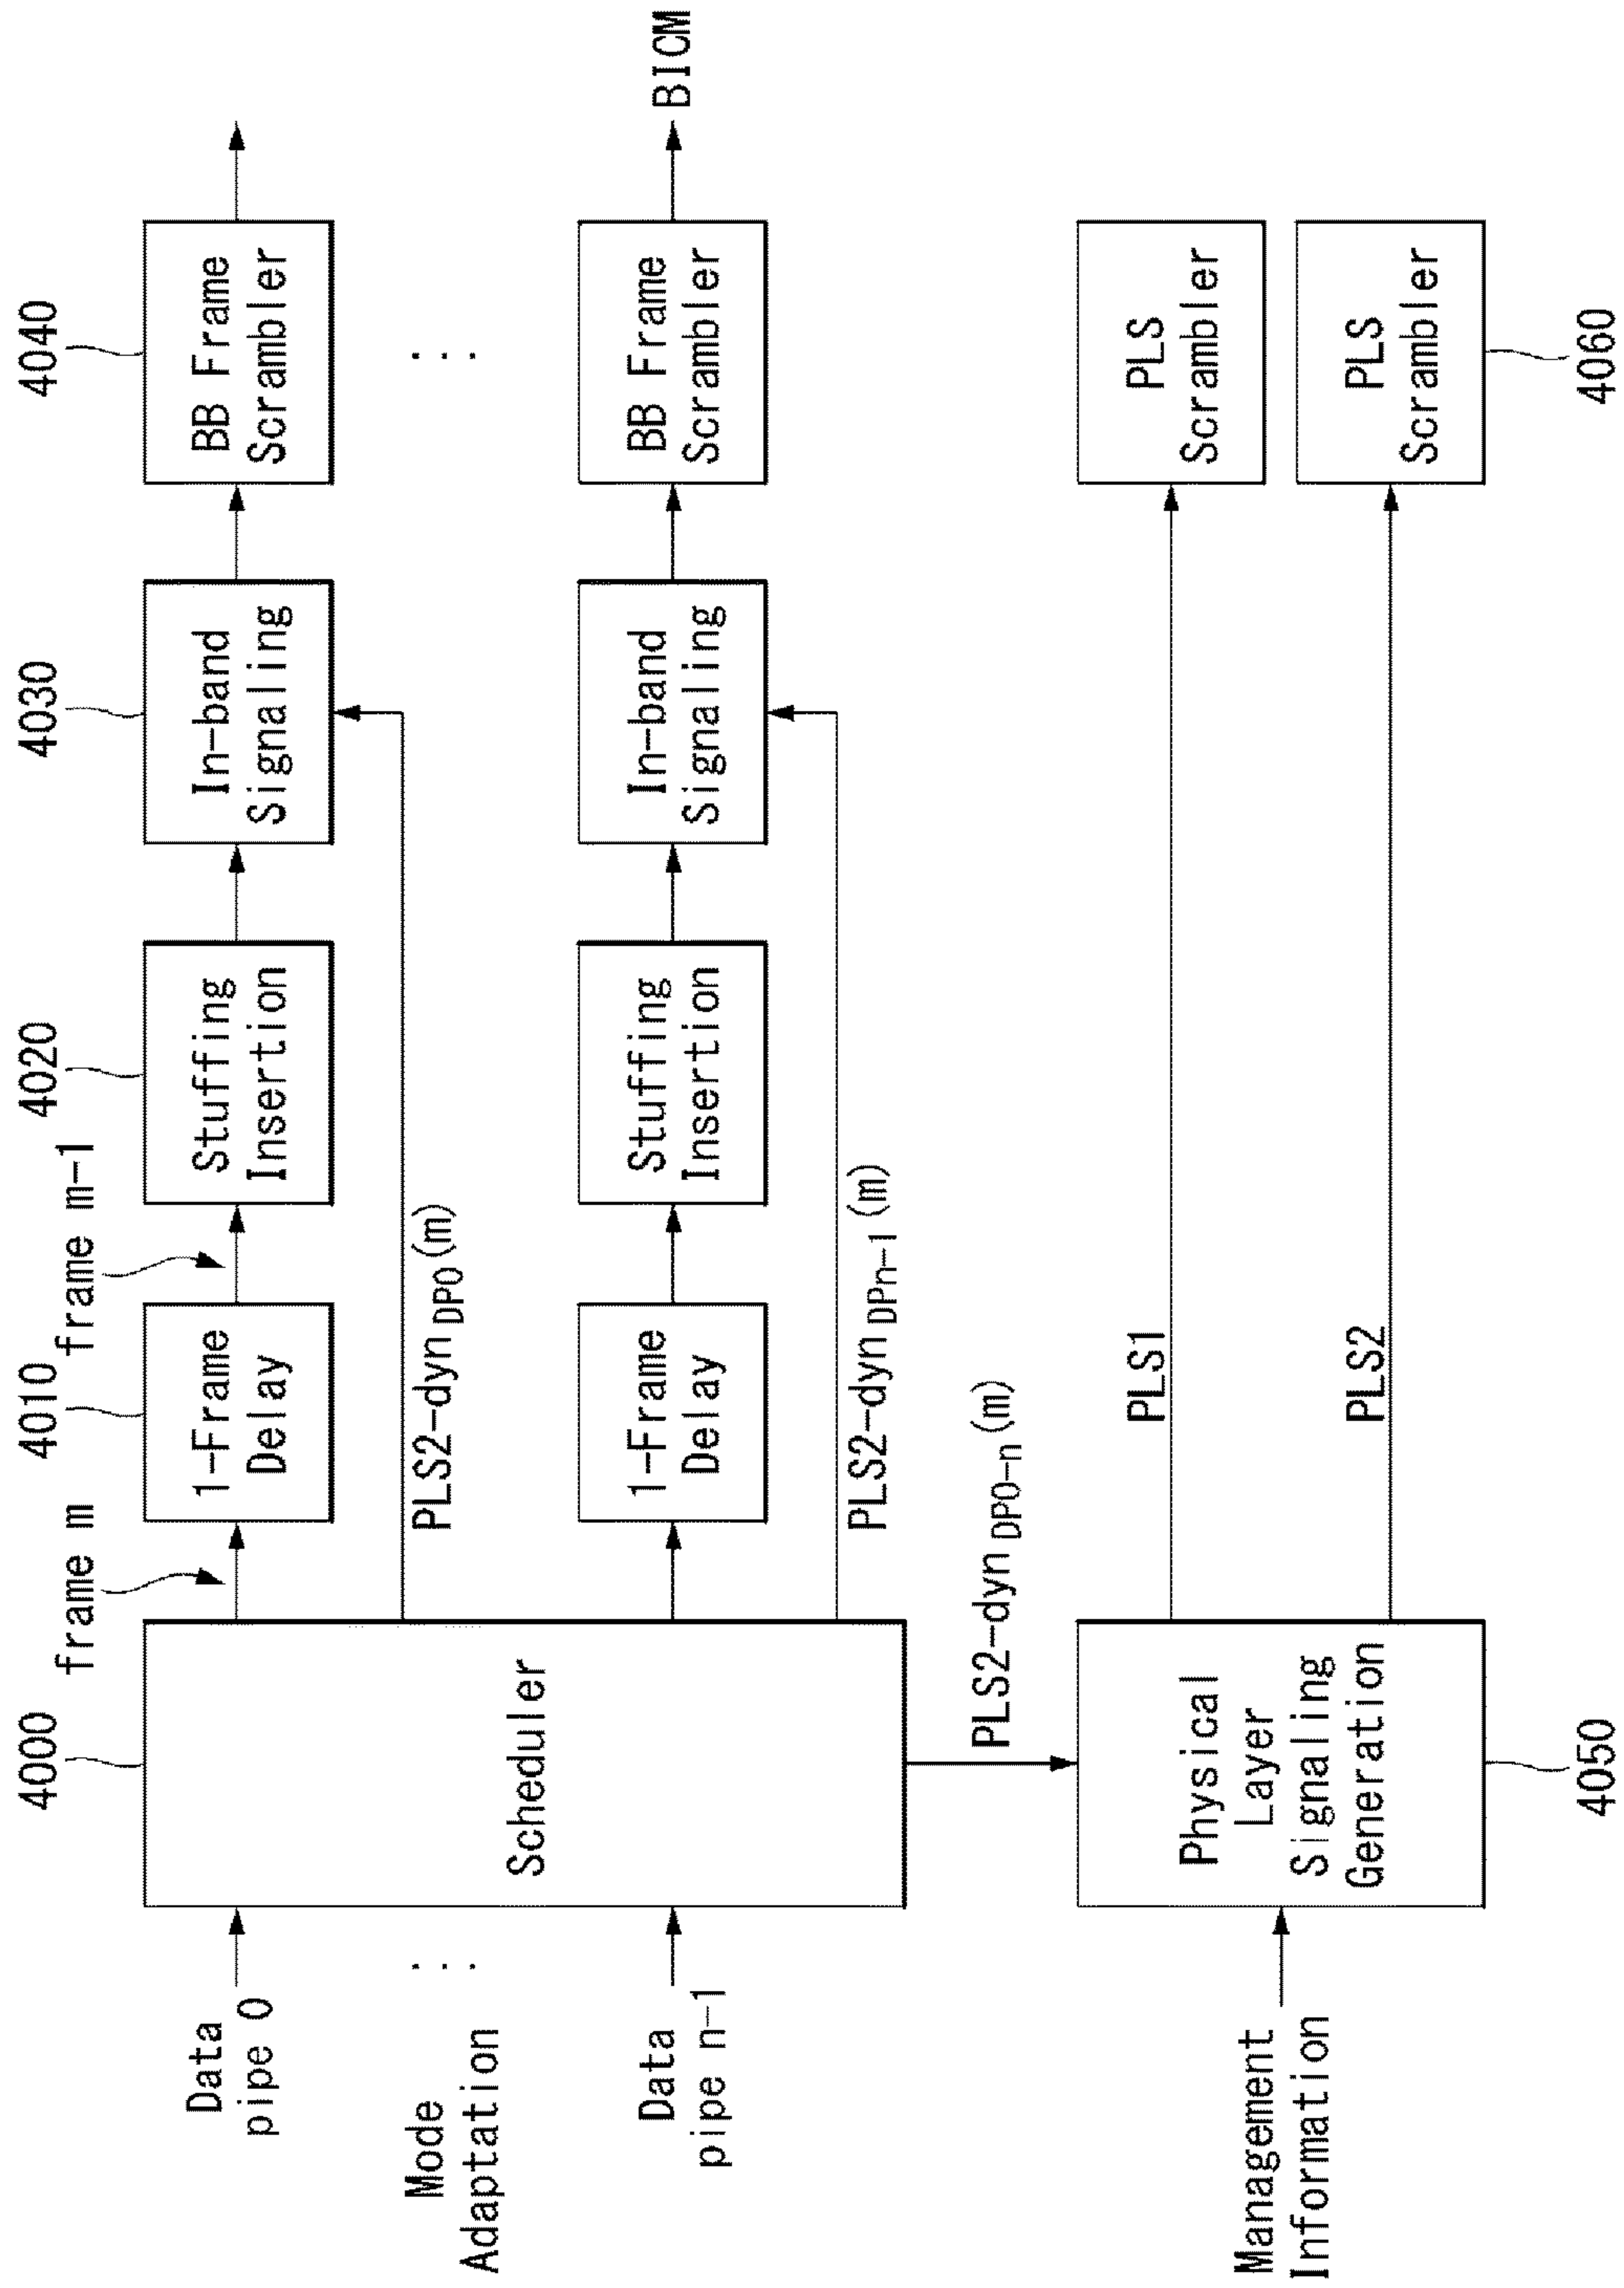 4000
4010
4020
4030
4040
frame m
frame m-1
Data
pipe 0
Mode
Adaptation
Data
pipe n-1
Scheduler
1-Frame
Delay
Stuffing
Insertion
In-band
Signaling
BB Frame
Scrambler
PLS2-dyn DP0 (m)
. . .
. . .
1-Frame
Delay
Stuffing
Insertion
In-band
Signaling
BB Frame
Scrambler
BICM
PLS2-dyn DPn-1 (m)
PLS2-dyn DP0-n (m)
Management
Information
Physical
Layer
Signaling
Generation
PLS1
PLS
Scrambler
PLS2
PLS
Scrambler
4050
4060